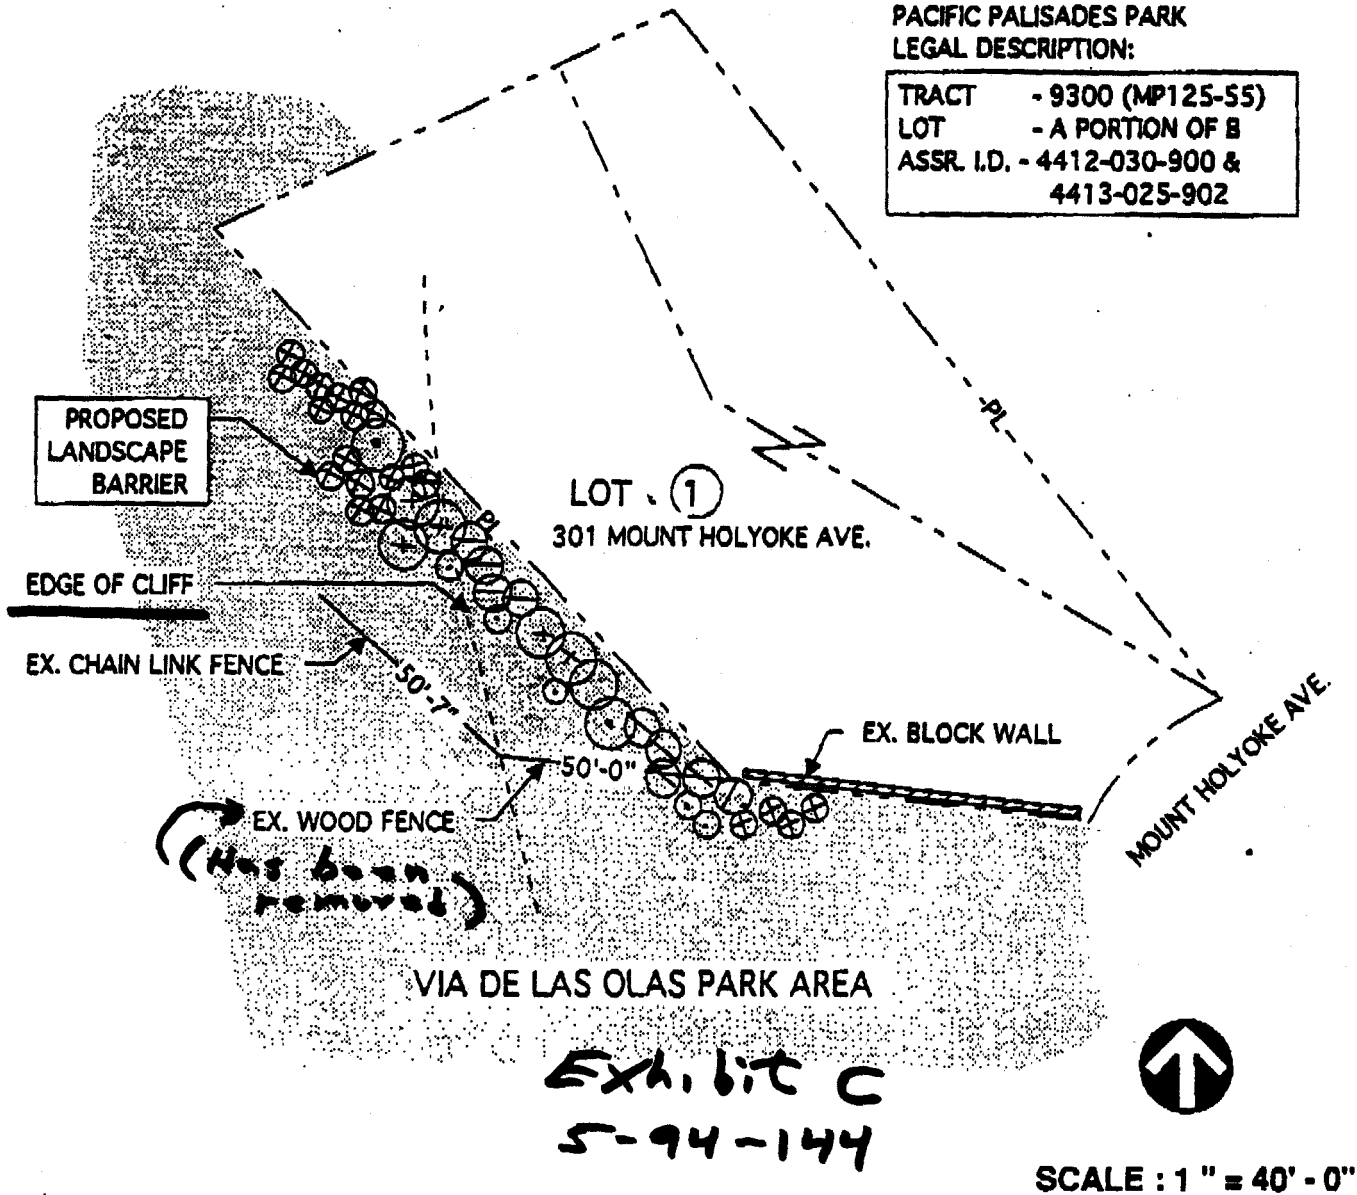 PACIFIC PALISADES PARK
LEGAL DESCRIPTION:
TRACT - 9300 (MP125-55)
LOT - A PORTION OF B
ASSR. I.D. - 4412-030-900 &
4413-025-902
PROPOSED
LANDSCAPE
BARRIER
PL
LOT . 1
301 MOUNT HOLYOKE AVE.
PL
EDGE OF CLIFF
EX. CHAIN LINK FENCE
50'-7"
EX. BLOCK WALL
50'-0"
MOUNT HOLYOKE AVE.
EX. WOOD FENCE
(Has been
removed)
VIA DE LAS OLAS PARK AREA
Exhibit C
5-94-144
SCALE : 1 " = 40' - 0"